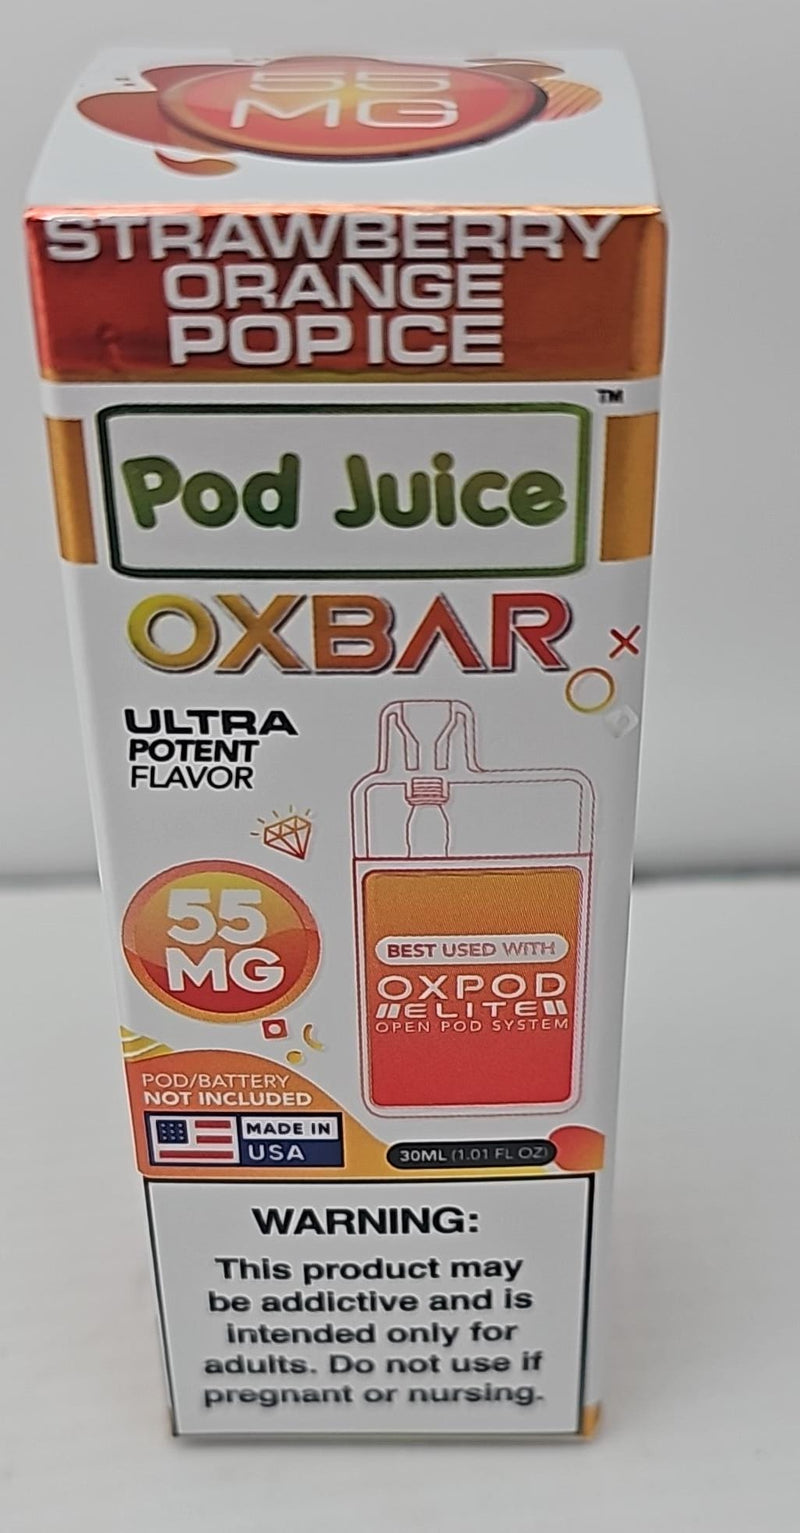 55
MG
STRAWBERRY
ORANGE
POP ICE
TM
Pod Juice
OXBAR
ULTRA
POTENT
FLAVOR
55
MG
BEST USED WITH
OXPOD
ELITE
OPEN POD SYSTEM
POD/BATTERY
NOT INCLUDED
MADE IN
USA
30ML (1.01 FL OZ)
WARNING:
This product may
be addictive and is
intended only for
adults. Do not use if
pregnant or nursing.